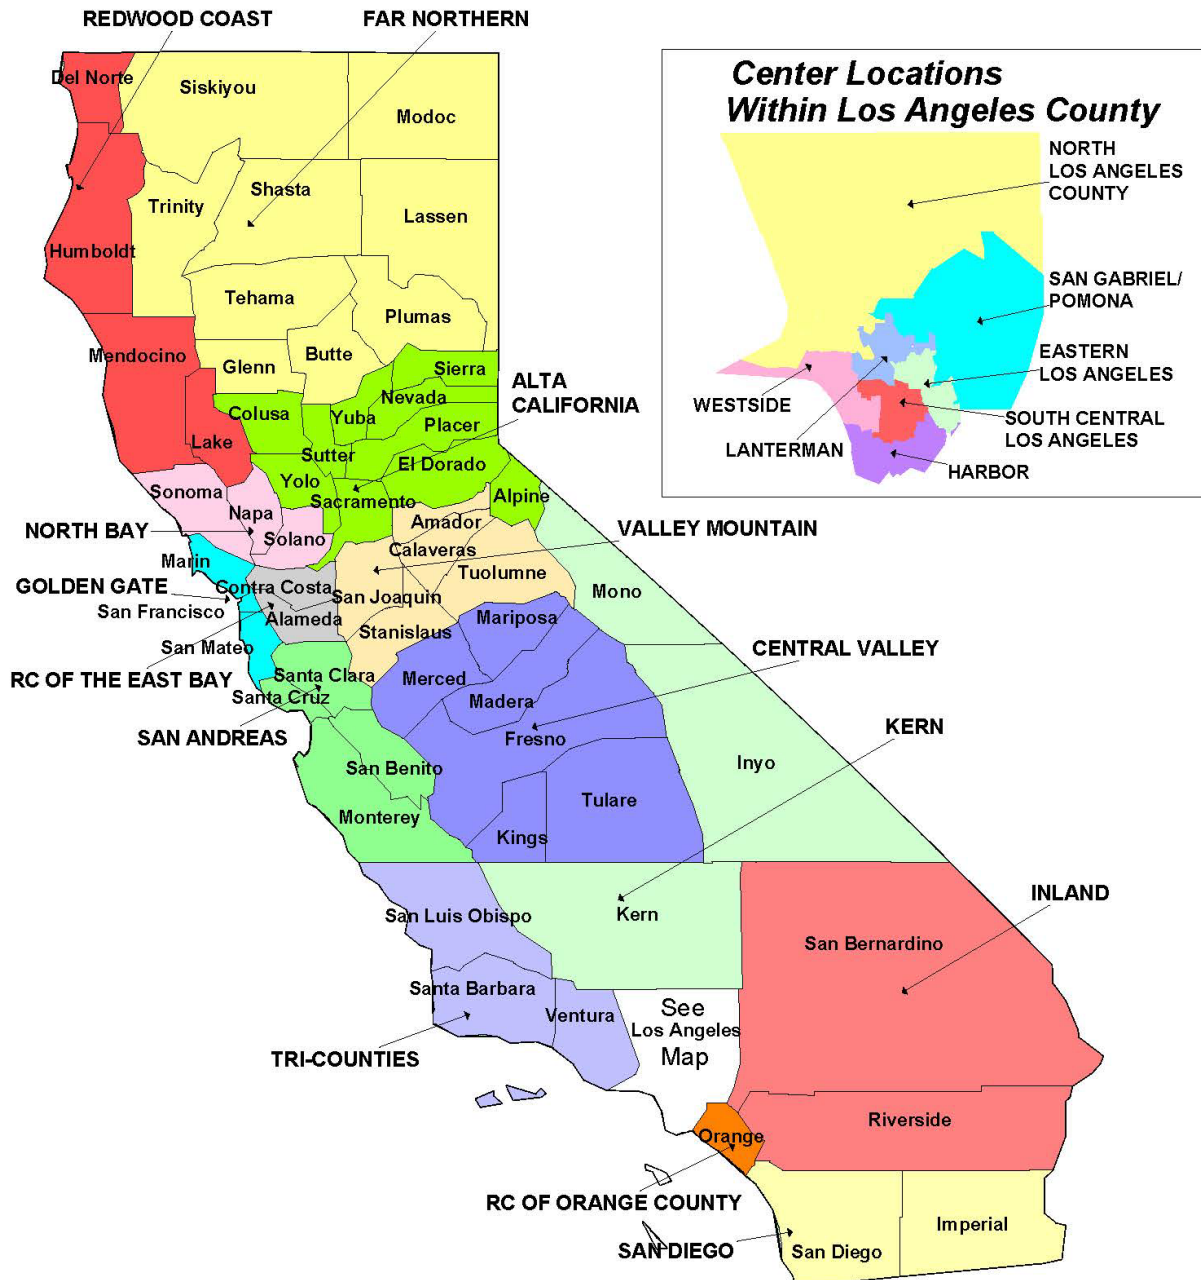 REDWOOD COAST
FAR NORTHERN
Center Locations
Within Los Angeles County
NORTH
LOS ANGELES
COUNTY
SAN GABRIEL/
POMONA
EASTERN
LOS ANGELES
WESTSIDE
SOUTH CENTRAL
LOS ANGELES
LANTERMAN
HARBOR
Del Norte
Siskiyou
Modoc
Shasta
Trinity
Lassen
Humboldt
Tehama
Plumas
Mendocino
Glenn
Butte
Sierra
ALTA
CALIFORNIA
Nevada
Colusa
Yuba
Placer
Lake
Sutter
El Dorado
Yolo
Sonoma
Sacramento
Alpine
Napa
Amador
NORTH BAY
Solano
VALLEY MOUNTAIN
Calaveras
Marin
Tuolumne
GOLDEN GATE
Contra Costa
San Joaquin
Mono
San Francisco
Alameda
Mariposa
Stanislaus
San Mateo
CENTRAL VALLEY
RC OF THE EAST BAY
Santa Clara
Merced
Santa Cruz
Madera
KERN
SAN ANDREAS
Fresno
San Benito
Inyo
Tulare
Monterey
Kings
INLAND
San Luis Obispo
Kern
San Bernardino
Santa Barbara
Ventura
See
Los Angeles
Map
TRI-COUNTIES
Riverside
Orange
RC OF ORANGE COUNTY
Imperial
SAN DIEGO
San Diego